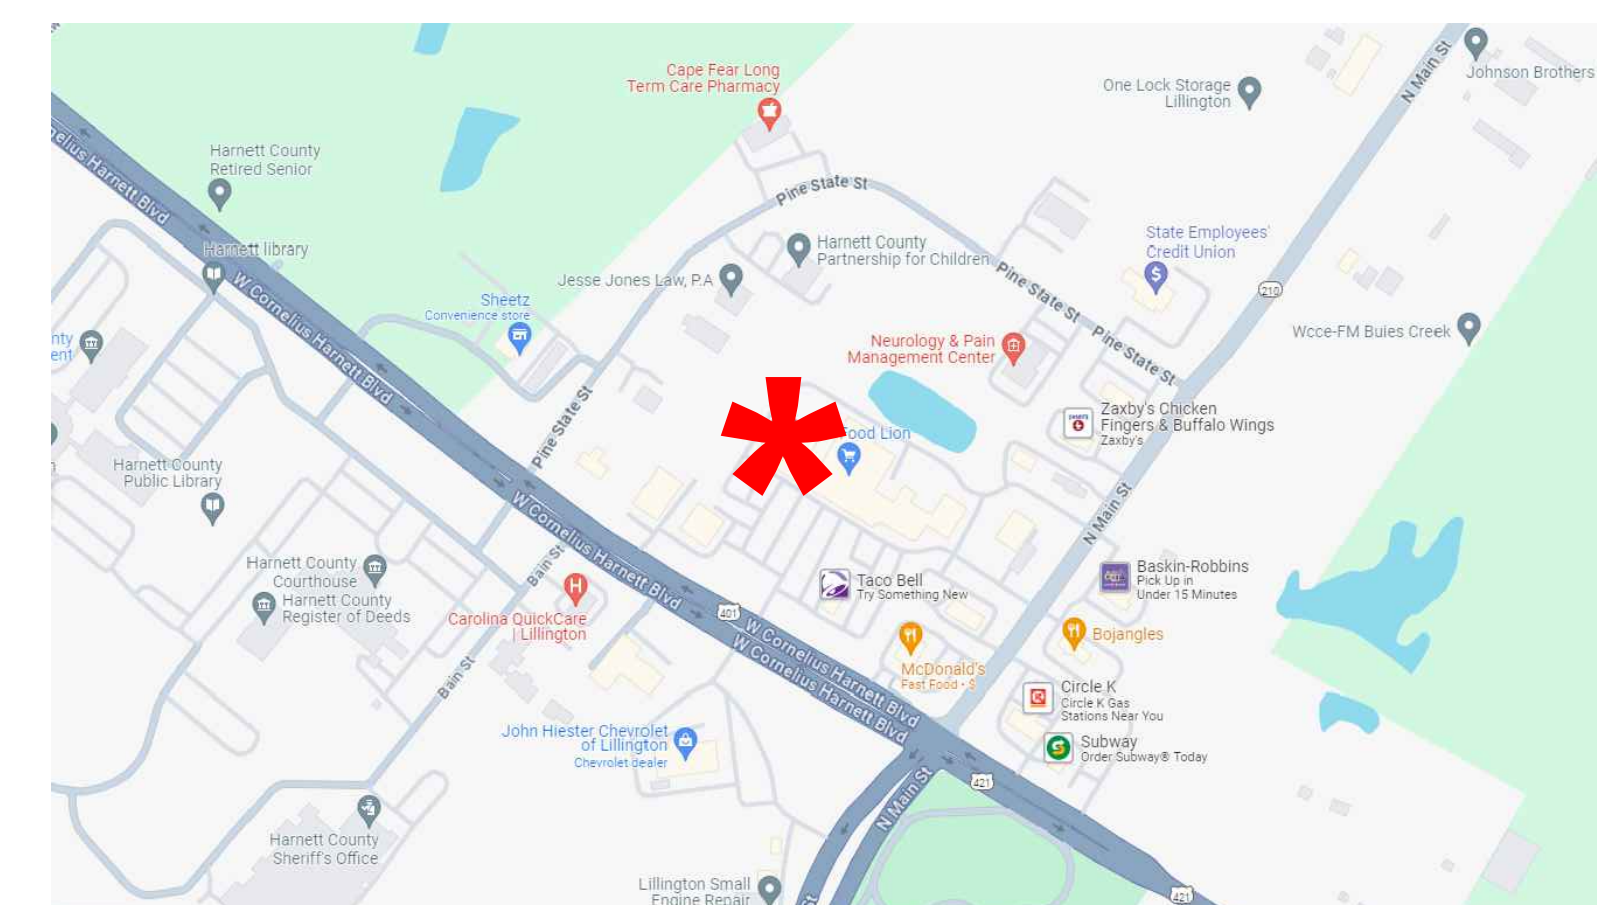 Cape Fear Long
Term Care Pharmacy
Johnson Brothers
N Main St
One Lock Storage
Lillington
Harnett County
Retired Senior
Cornelius Harnett Blvd
Pine State St
Harnett library
Harnett County
Partnership for Children
State Employees'
Credit Union
Jesse Jones Law, P.A
Pine State St
210
Sheetz
Convenience store
W Cornelius Harnett Blvd
Neurology & Pain
Management Center
Pine State St
Wcce-FM Buies Creek
Pine State St
Zaxby's Chicken
Fingers & Buffalo Wings
Zaxby's
Food Lion
Harnett County
Public Library
N Main St
W Cornelius Harnett Blvd
Bain St
Harnett County
Courthouse
Harnett County
Register of Deeds
Carolina QuickCare
| Lillington
401
Taco Bell
Try Something New
Baskin-Robbins
Pick Up in
Under 15 Minutes
Bojangles
W Cornelius Harnett Blvd
W Cornelius Harnett Blvd
McDonald's
Fast Food • $
Bain St
Circle K
Circle K Gas
Stations Near You
John Hiester Chevrolet
of Lillington
Chevrolet dealer
Subway
Order Subway® Today
421
N Main St
Harnett County
Sheriff's Office
Lillington Small
Engine Repair
421